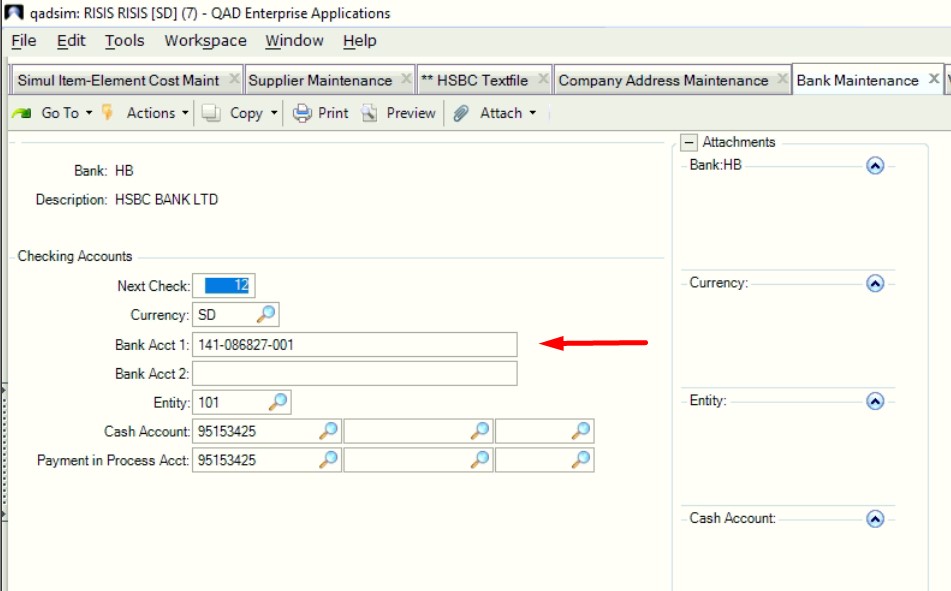 qadsim: RISIS RISIS [SD] (7) - QAD Enterprise Applications
File Edit Tools Workspace Window Help
Simul Item-Element Cost Maint Supplier Maintenance ** HSBC Textfile Company Address Maintenance Bank Maintenance
Go To Actions Copy Print Preview Attach
Attachments
Bank: HB
Bank:HB
Description: HSBC BANK LTD
Checking Accounts
Next Check: 12
Currency:
Currency: SD
Bank Acct 1: 141-086827-001
Bank Acct 2:
Entity: 101
Entity:
Cash Account: 95153425
Payment in Process Acct: 95153425
Cash Account: